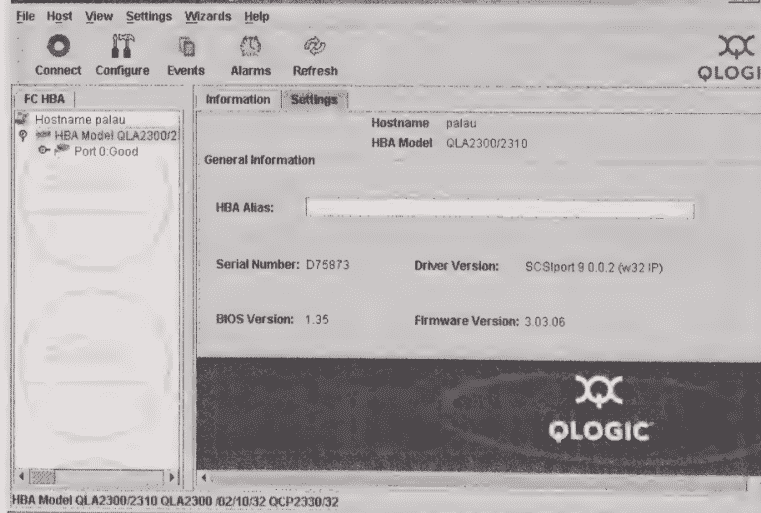 File Host View Settings Wizards Help
Connect Configure Events Alarms Refresh
QLOGI
FC HBA
Hostname palau
HBA Model QLA2300/2
Port 0:Good
Information Settings
Hostname palau
HBA Model QLA2300/2310
General Information
HBA Alias:
Serial Number: D75873 Driver Version: SCSIport 9.0.0.2 (w32 IP)
BIOS Version: 1.35 Firmware Version: 3.03.06
QLOGIC
HBA Model QLA2300/2310 QLA2300 /02/10/32 QCP2330/32